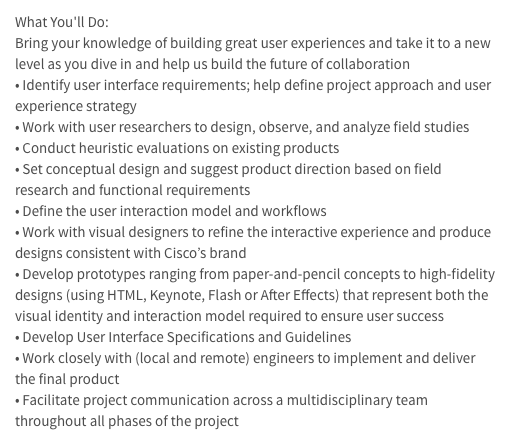 What You'll Do:
Bring your knowledge of building great user experiences and take it to a new
level as you dive in and help us build the future of collaboration
• Identify user interface requirements; help define project approach and user
experience strategy
• Work with user researchers to design, observe, and analyze field studies
• Conduct heuristic evaluations on existing products
• Set conceptual design and suggest product direction based on field
research and functional requirements
• Define the user interaction model and workflows
• Work with visual designers to refine the interactive experience and produce
designs consistent with Cisco’s brand
• Develop prototypes ranging from paper-and-pencil concepts to high-fidelity
designs (using HTML, Keynote, Flash or After Effects) that represent both the
visual identity and interaction model required to ensure user success
• Develop User Interface Specifications and Guidelines
• Work closely with (local and remote) engineers to implement and deliver
the final product
• Facilitate project communication across a multidisciplinary team
throughout all phases of the project